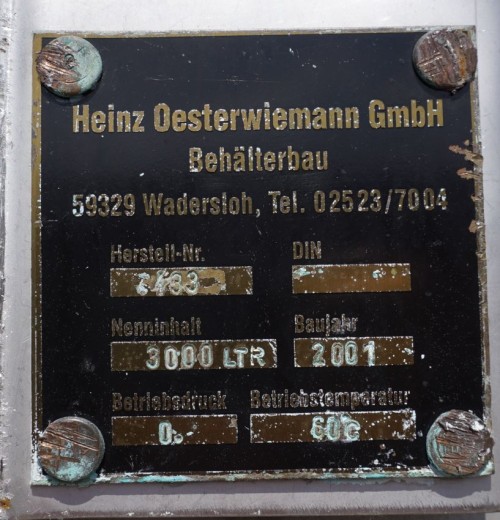 Heinz Oesterwiemann GmbH
Behälterbau
59329 Wadersloh, Tel. 02523/7004
Herstell-Nr. DIN
Nenninhalt Baujahr
3000 LTR 2001
Betriebsdruck Betriebstemperatur
0. 60c